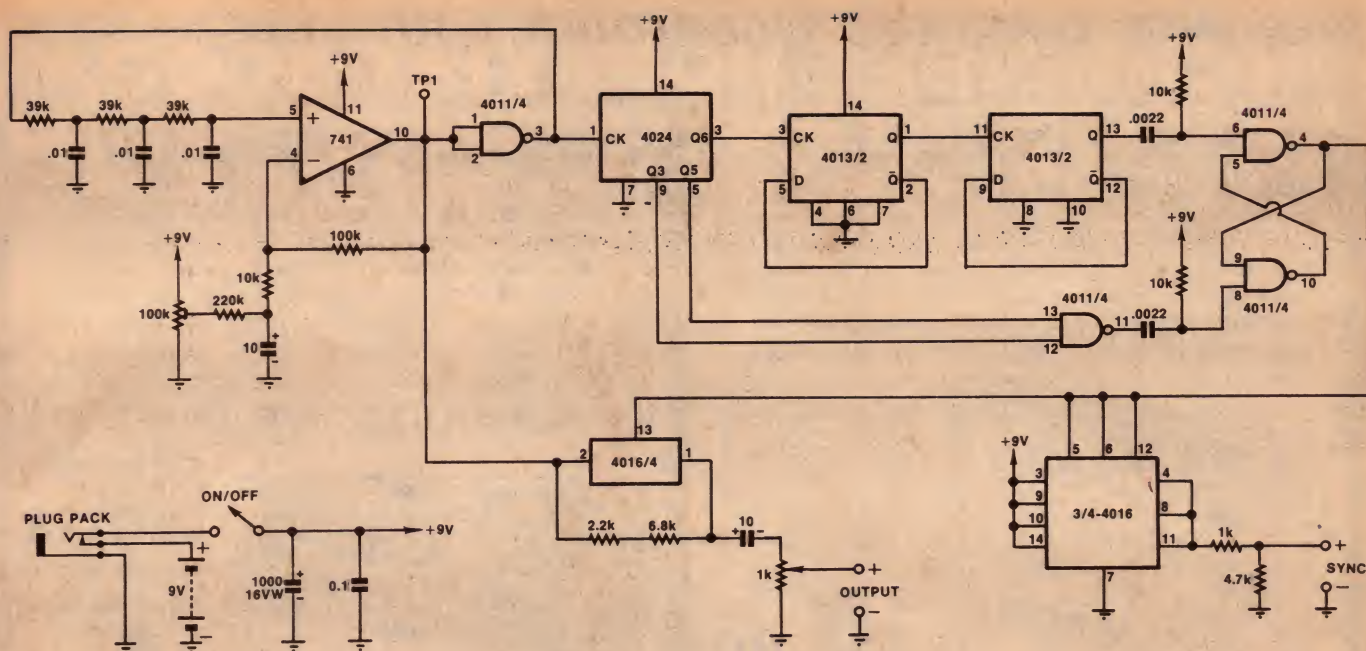 +9V
+9V
+9V
+9V
TP1
39k
39k
39k
.01
.01
.01
5
+
4
−
741
11
10
6
4011/4
1
2
3
14
1
CK
4024
Q6
3
Q3
Q5
7
9
5
14
3
CK
Q
1
4013/2
5
D
Q̄
2
4
6
7
11
CK
Q
13
4013/2
9
D
Q̄
12
8
10
10k
.0022
4011/4
6
5
4
+9V
10k
9
8
10
4011/4
4011/4
13
12
11
.0022
+9V
100k
100k
10k
220k
10
+
-
13
2
4016/4
1
2.2k
6.8k
10
+
-
1k
+
OUTPUT
−
+9V
5
6
12
3
9
10
14
3/4-4016
4
8
11
7
1k
4.7k
+
SYNC
−
ON/OFF
PLUG PACK
+
9V
−
1000
16VW
+
-
0.1
+9V